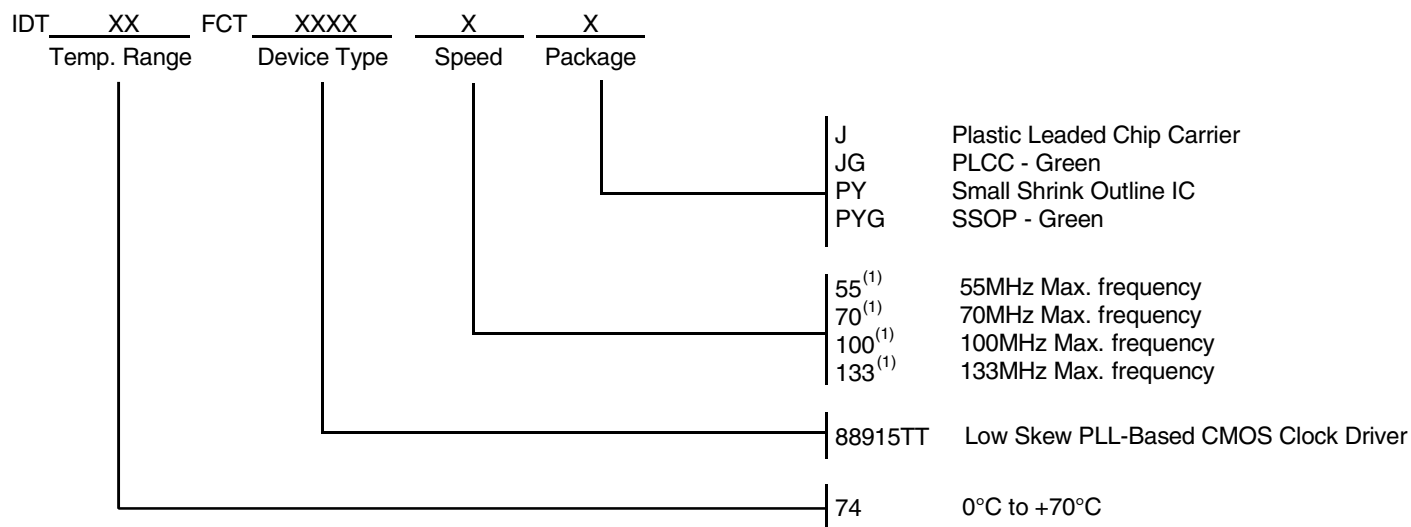 IDT XX FCT XXXX X X
Temp. Range Device Type Speed Package
J Plastic Leaded Chip Carrier
JG PLCC - Green
PY Small Shrink Outline IC
PYG SSOP - Green
55(1) 55MHz Max. frequency
70(1) 70MHz Max. frequency
100(1) 100MHz Max. frequency
133(1) 133MHz Max. frequency
88915TT Low Skew PLL-Based CMOS Clock Driver
74 0°C to +70°C